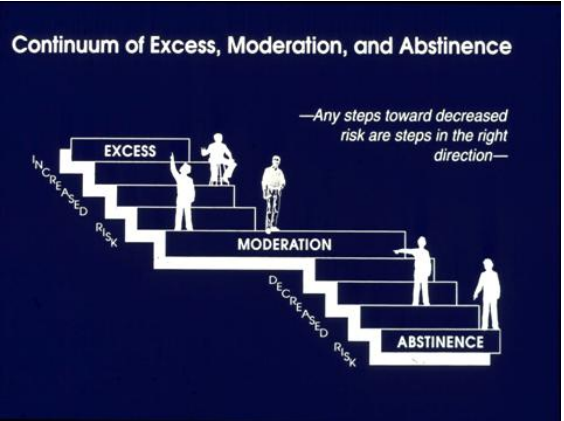 Continuum of Excess, Moderation, and Abstinence
—Any steps toward decreased
risk are steps in the right
direction—
EXCESS
INCREASED RISK
MODERATION
DECREASED RISK
ABSTINENCE